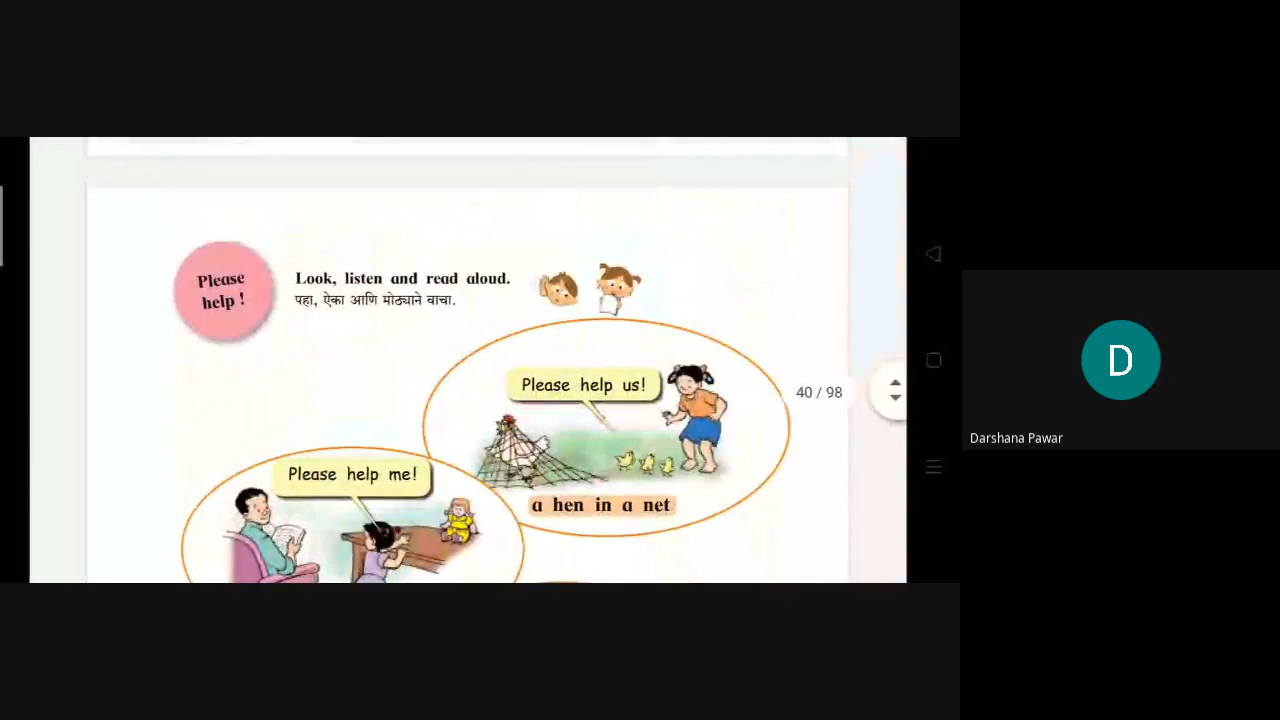 Please
help !
Look, listen and read aloud.
पहा, ऐका आणि मोठ्याने वाचा.
Please help us!
40 / 98
Please help me!
a hen in a net
D
Darshana Pawar